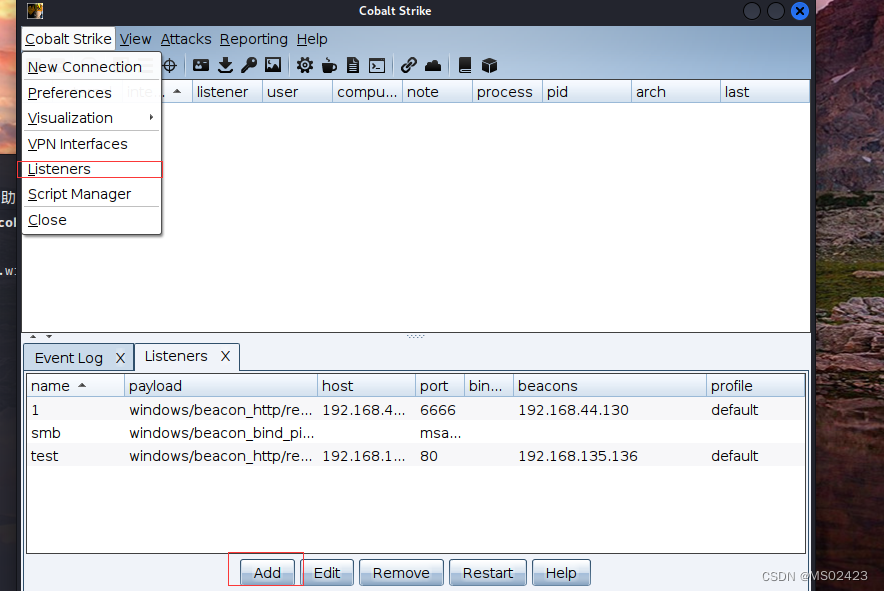 Cobalt Strike
Cobalt Strike View Attacks Reporting Help
New Connection
Preferences
Visualization
VPN Interfaces
Listeners
Script Manager
Close
listener user compu... note process pid arch last
助
.wi
Event Log X Listeners X
name payload host port bin... beacons profile
1 windows/beacon_http/re... 192.168.4... 6666 192.168.44.130 default
smb windows/beacon_bind_pi... msa...
test windows/beacon_http/re... 192.168.1... 80 192.168.135.136 default
Add Edit Remove Restart Help
CSDN @MS02423